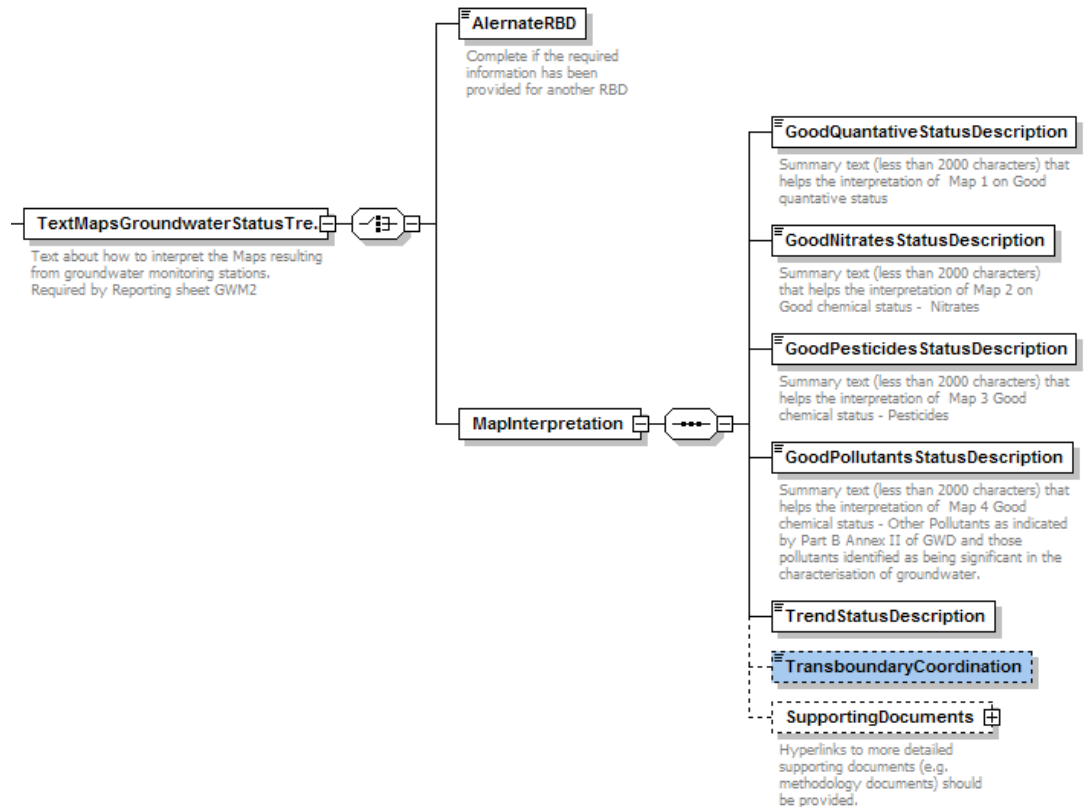 AlernateRBD
Complete if the required
information has been
provided for another RBD
TextMapsGroundwaterStatusTre.
Text about how to interpret the Maps resulting
from groundwater monitoring stations.
Required by Reporting sheet GWM2
MapInterpretation
GoodQuantativeStatusDescription
Summary text (less than 2000 characters) that
helps the interpretation of  Map 1 on Good
quantative status
GoodNitratesStatusDescription
Summary text (less than 2000 characters)
that helps the interpretation of Map 2 on
Good chemical status -  Nitrates
GoodPesticidesStatusDescription
Summary text (less than 2000 characters) that
helps the interpretation of  Map 3 Good
chemical status - Pesticides
GoodPollutantsStatusDescription
Summary text (less than 2000 characters) that
helps the interpretation of  Map 4 Good
chemical status - Other Pollutants as indicated
by Part B Annex II of GWD and those
pollutants identified as being significant in the
characterisation of groundwater.
TrendStatusDescription
TransboundaryCoordination
SupportingDocuments
Hyperlinks to more detailed
supporting documents (e.g.
methodology documents) should
be provided.